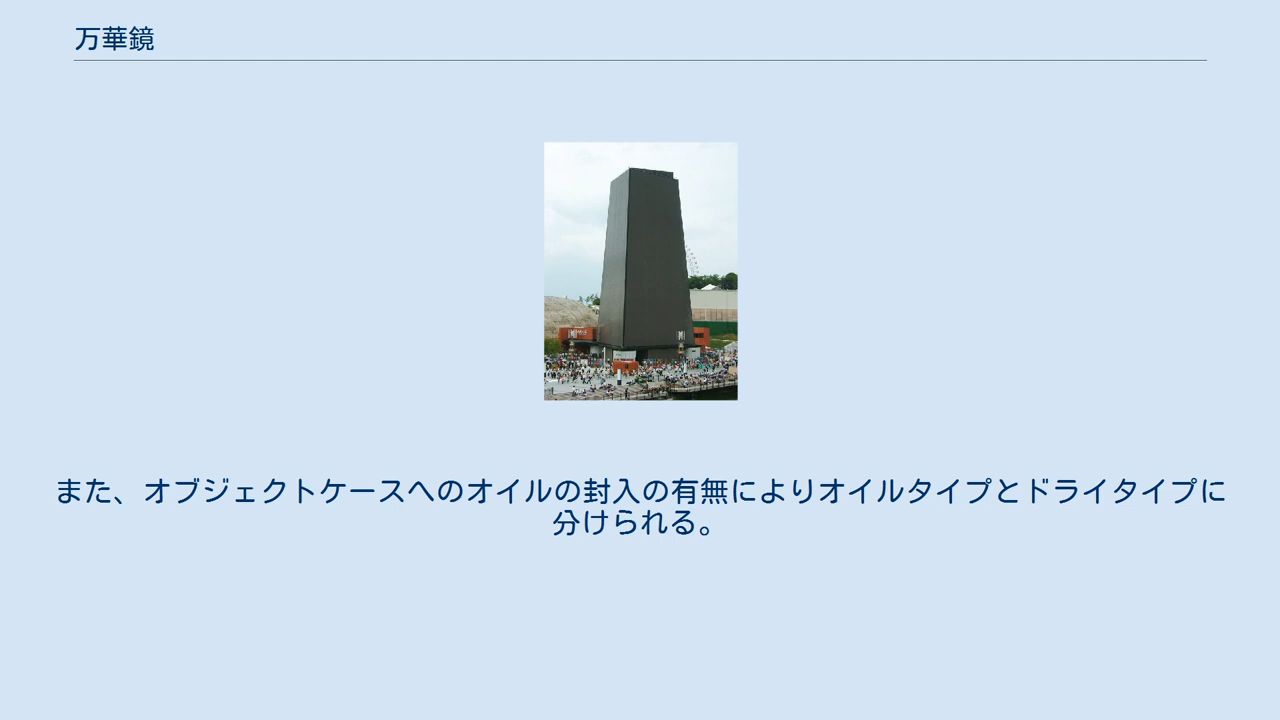 万華鏡
また、オブジェクトケースへのオイルの封入の有無によりオイルタイプとドライタイプに
分けられる。